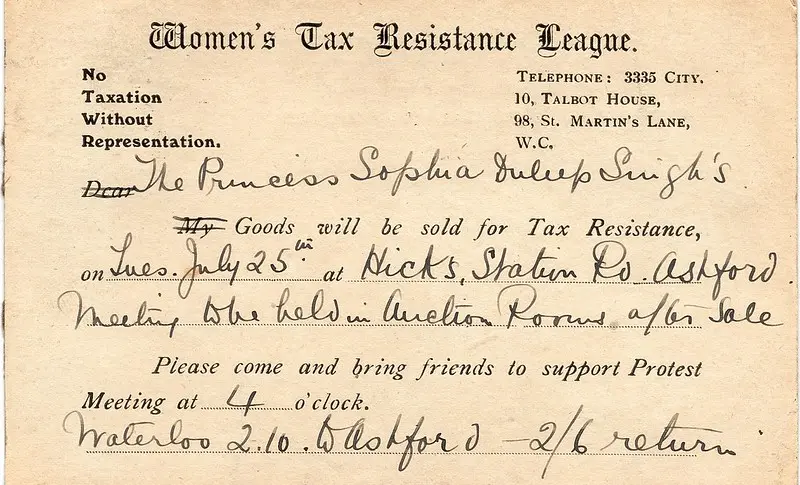 Women's Tax Resistance League.
No
Taxation
Without
Representation.
TELEPHONE: 3335 CITY.
10, TALBOT HOUSE,
98, St. MARTIN'S LANE,
W.C.
Dear The Princess Sophia Duleep Singh's
My Goods will be sold for Tax Resistance,
on Tues. July 25th at Hicks, Station Rd. Ashford
Meeting to be held in Auction Rooms after Sale
Please come and bring friends to support Protest
Meeting at 4 o'clock.
Waterloo 2.10. to Ashford - 2/6 return